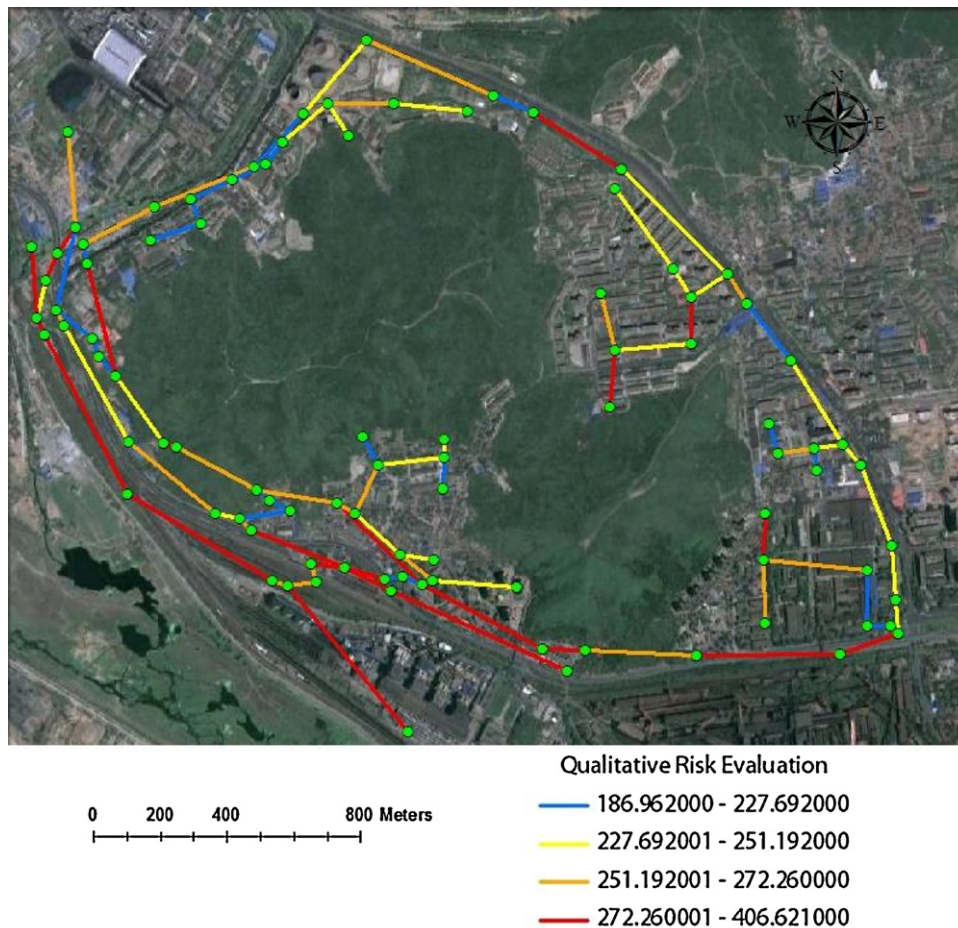 N
W E
S
Qualitative Risk Evaluation
0 200 400 800 Meters
186.962000 - 227.692000
227.692001 - 251.192000
251.192001 - 272.260000
272.260001 - 406.621000